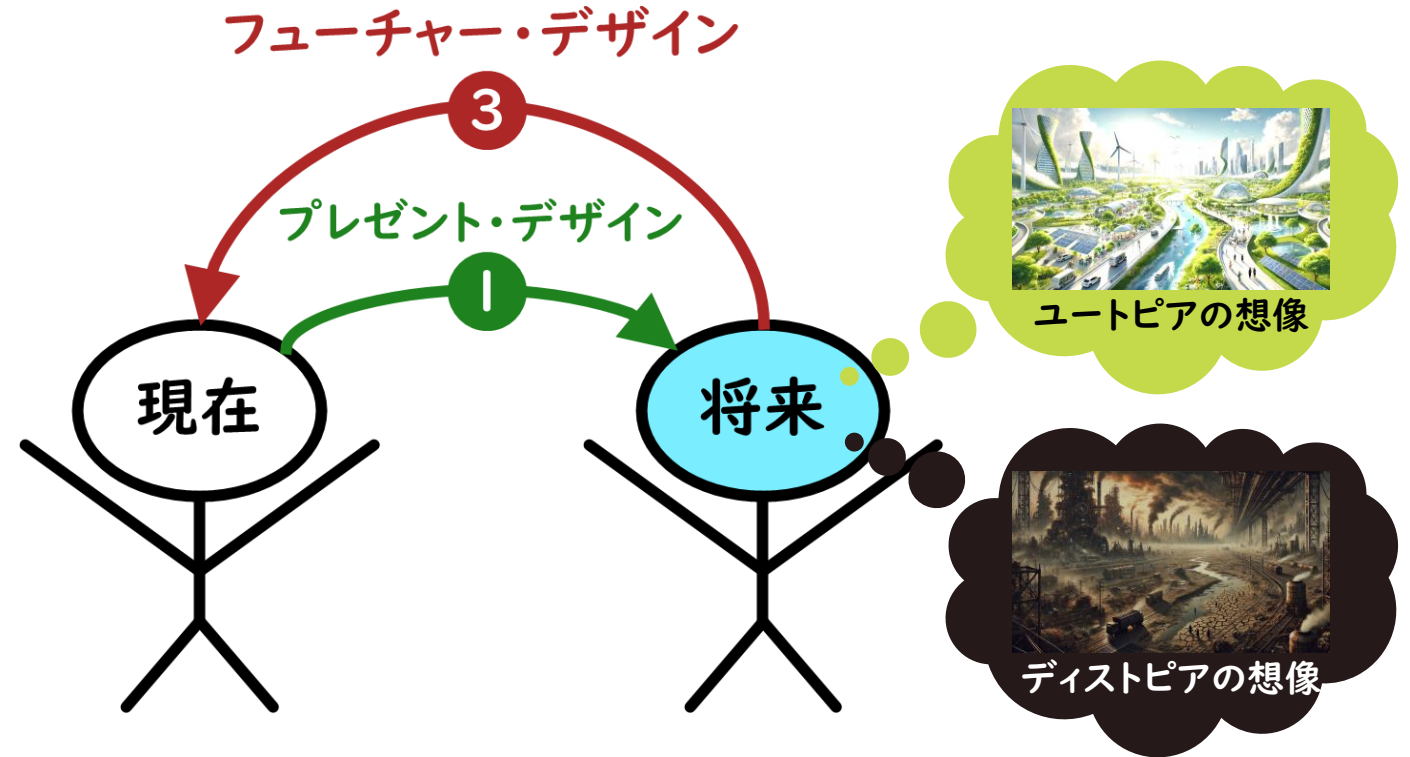 フューチャー・デザイン
3
プレゼント・デザイン
1
現在
将来
ユートピアの想像
ディストピアの想像